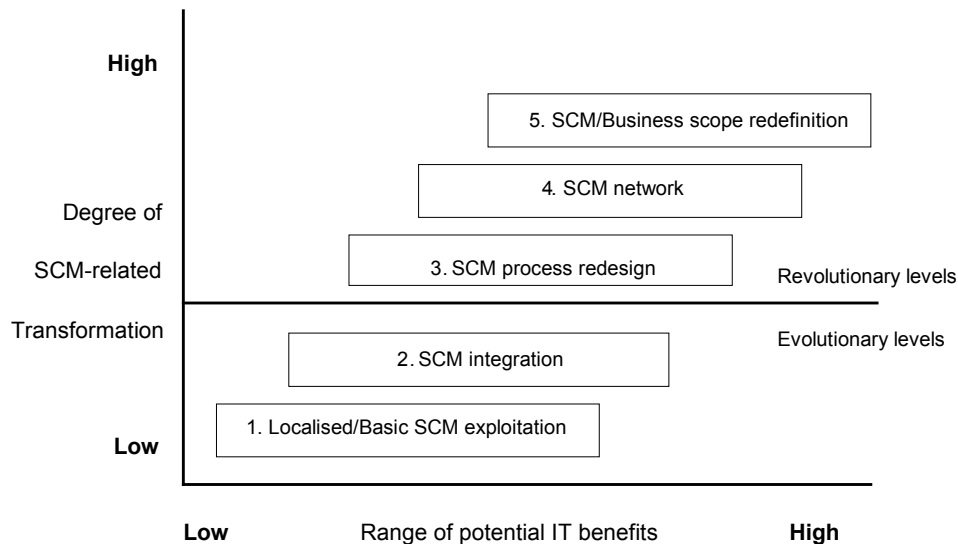 High
5. SCM/Business scope redefinition
4. SCM network
Degree of
SCM-related
3. SCM process redesign
Revolutionary levels
Transformation
Evolutionary levels
2. SCM integration
1. Localised/Basic SCM exploitation
Low
Low Range of potential IT benefits High